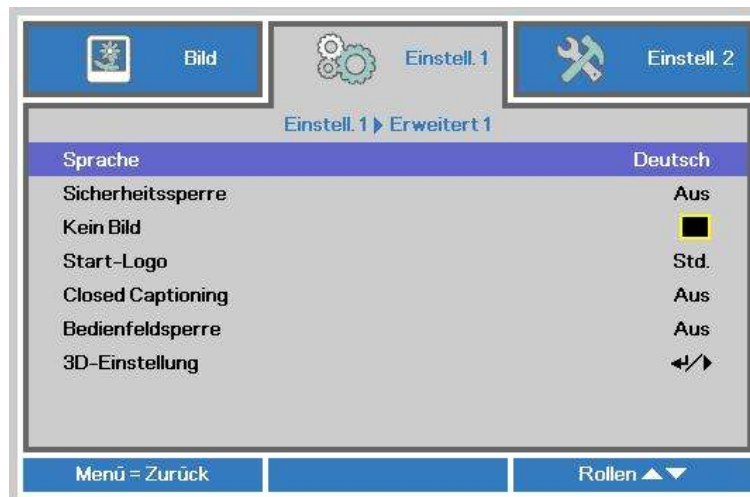 Bild
Einstell. 1
Einstell. 2
Einstell. 1 ▶ Erweitert 1
Sprache Deutsch
Sicherheitssperre Aus
Kein Bild
Start-Logo Std.
Closed Captioning Aus
Bedienfeldsperre Aus
3D-Einstellung ↵/▶
Menü = Zurück
Rollen ▲▼